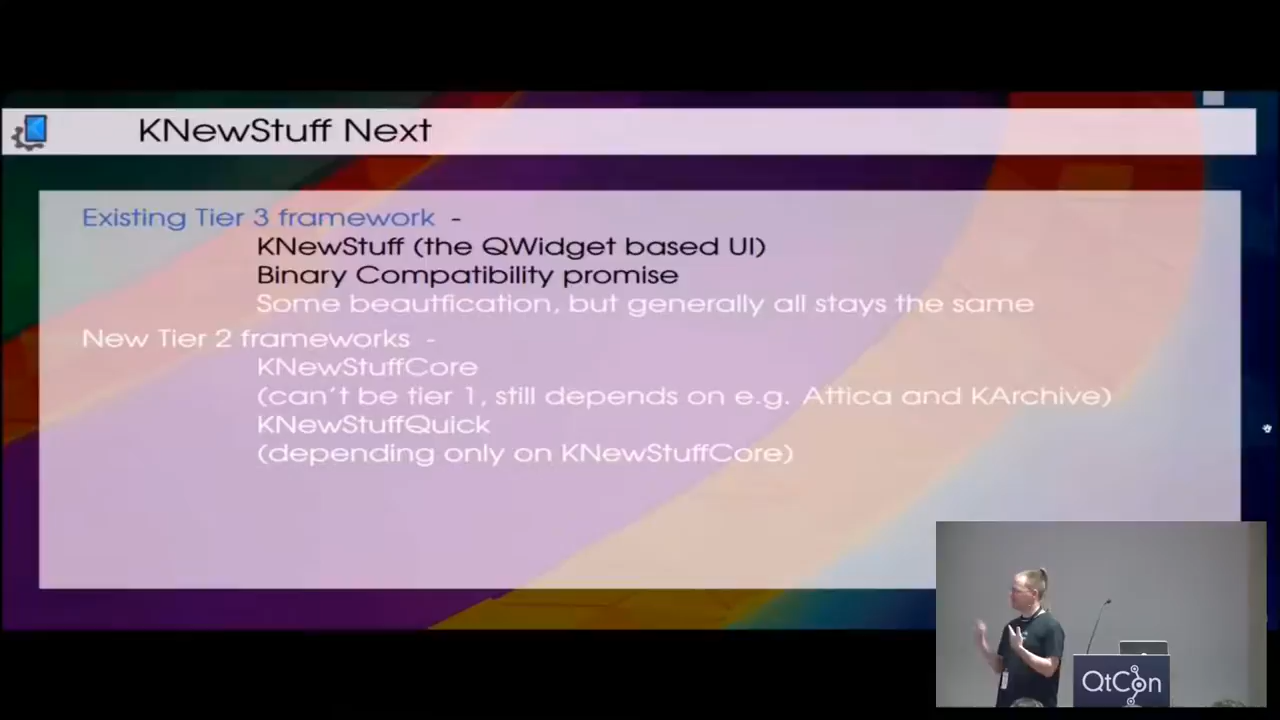 KNewStuff Next
Existing Tier 3 framework -
KNewStuff (the QWidget based UI)
Binary Compatibility promise
Some beautfication, but generally all stays the same
New Tier 2 frameworks -
KNewStuffCore
(can't be tier 1, still depends on e.g. Attica and KArchive)
KNewStuffQuick
(depending only on KNewStuffCore)
QtCon